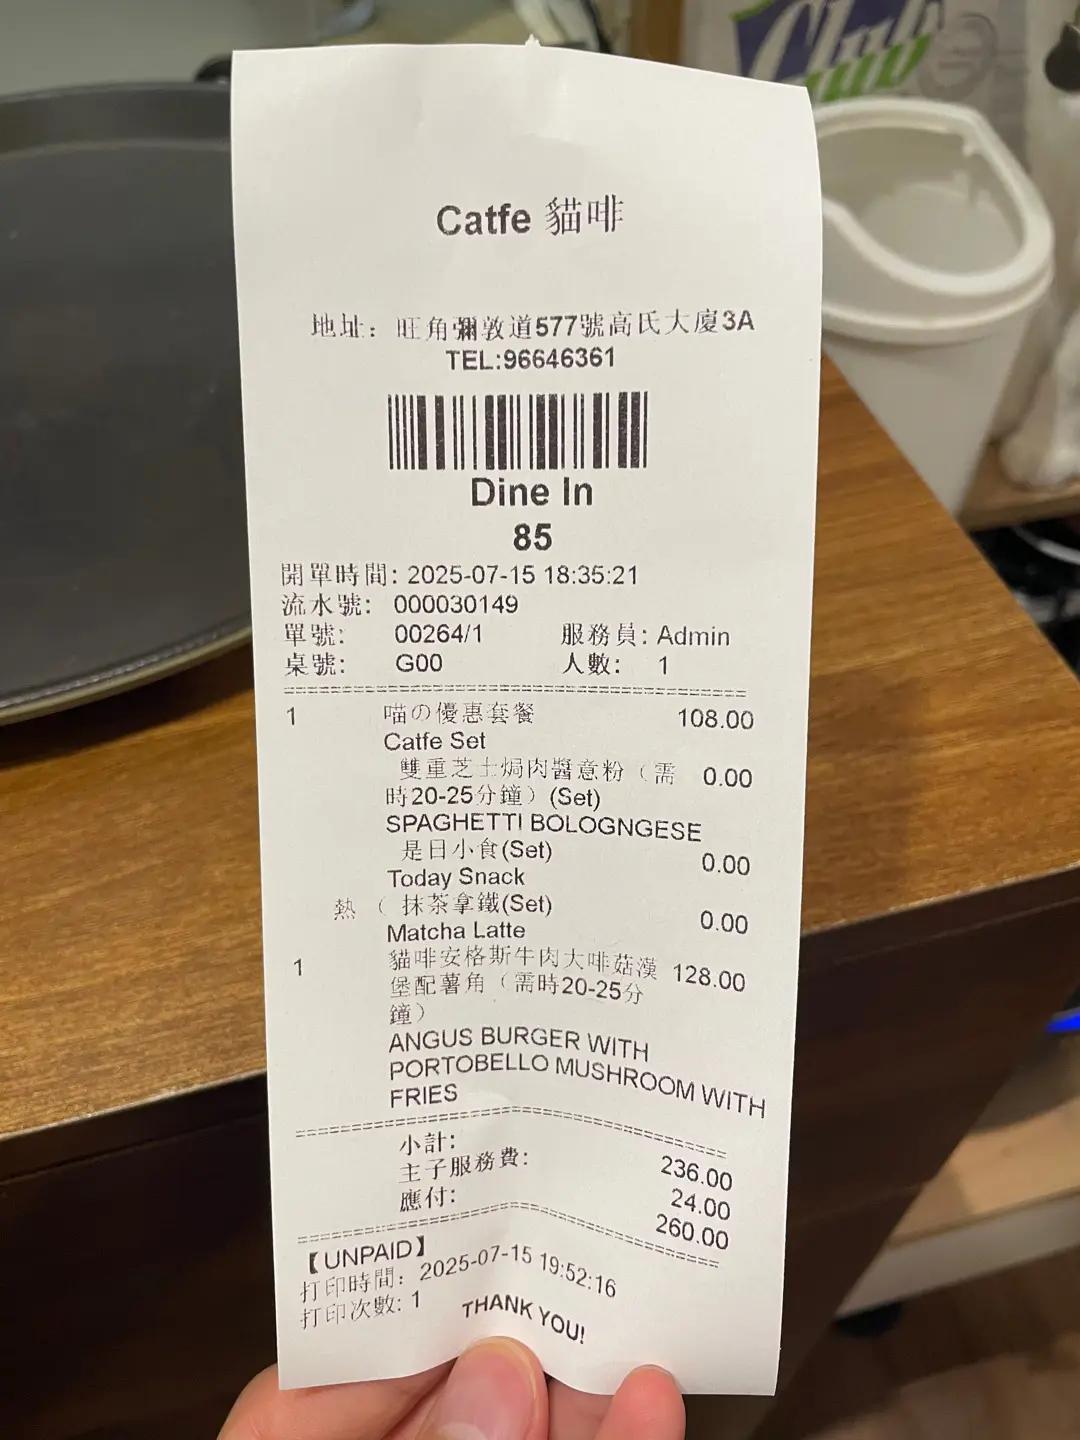 Club
Catfe 貓啡
地址：旺角彌敦道577號高氏大廈3A
TEL:96646361
Dine In
85
開單時間: 2025-07-15 18:35:21
流水號: 000030149
單號: 00264/1 服務員: Admin
桌號: G00 人數: 1
1 喵の優惠套餐 108.00
Catfe Set
雙重芝士焗肉醬意粉（需 0.00
時20-25分鐘）(Set)
SPAGHETTI BOLOGNGESE
是日小食(Set) 0.00
Today Snack
熱（ 抹茶拿鐵(Set) 0.00
Matcha Latte
1 貓啡安格斯牛肉大啡菇漢 128.00
堡配薯角（需時20-25分
鐘）
ANGUS BURGER WITH
PORTOBELLO MUSHROOM WITH
FRIES
小計: 236.00
主子服務費: 24.00
應付: 260.00
【UNPAID】
打印時間: 2025-07-15 19:52:16
打印次數: 1
THANK YOU!